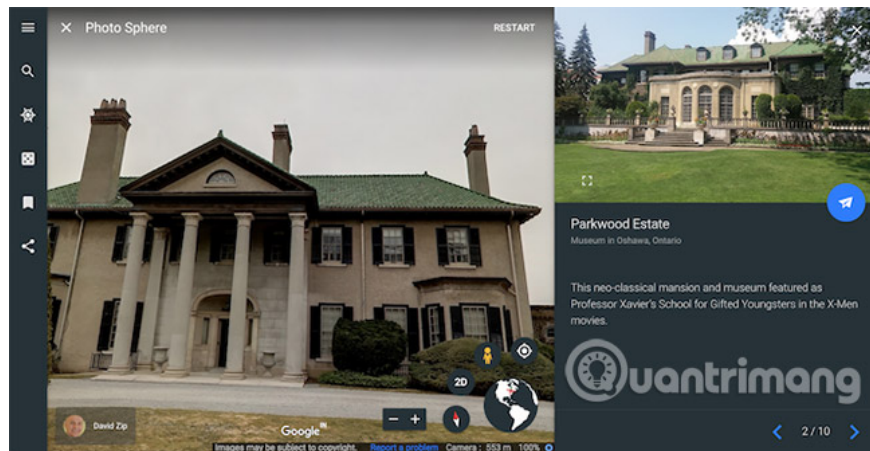 Photo Sphere
RESTART
Parkwood Estate
Museum in Oshawa, Ontario
This neo-classical mansion and museum featured as
Professor Xavier's School for Gifted Youngsters in the X-Men
movies.
Quantrimang
2D
David Zip
Google
Images may be subject to copyright. Report a problem Camera : 553 m 100%
2 / 10